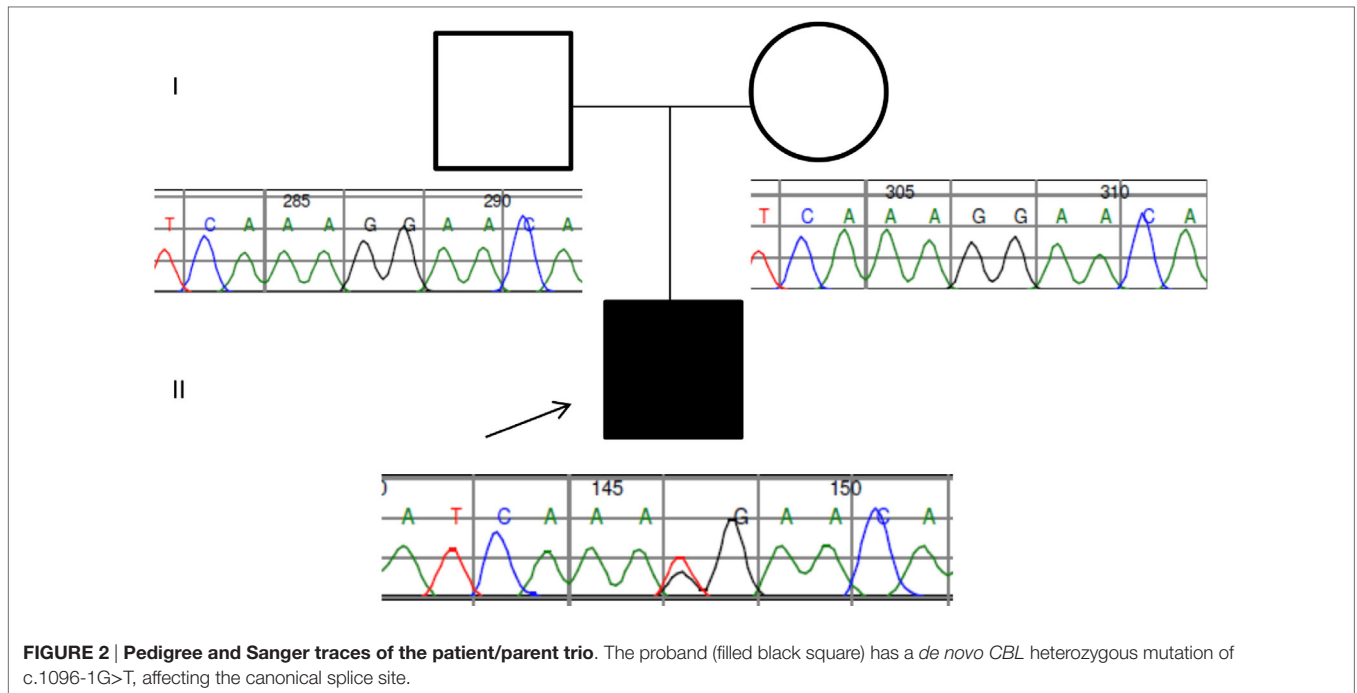 I
285 290
T C A A A G G A A C A
305 310
T C A A A G G A A C A
II
) 145 150
A T C A A A G A A C A
FIGURE 2 | Pedigree and Sanger traces of the patient/parent trio. The proband (filled black square) has a de novo CBL heterozygous mutation of
c.1096-1G>T, affecting the canonical splice site.